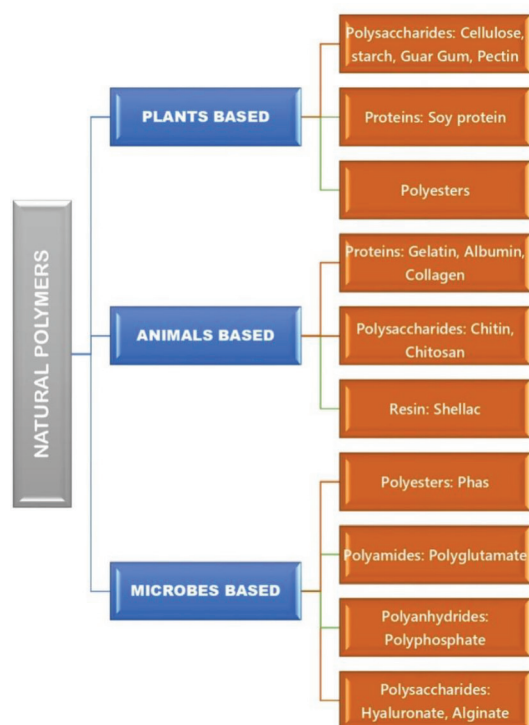 NATURAL POLYMERS
PLANTS BASED
Polysaccharides: Cellulose,
starch, Guar Gum, Pectin
Proteins: Soy protein
Polyesters
ANIMALS BASED
Proteins: Gelatin, Albumin,
Collagen
Polysaccharides: Chitin,
Chitosan
Resin: Shellac
MICROBES BASED
Polyesters: Phas
Polyamides: Polyglutamate
Polyanhydrides:
Polyphosphate
Polysaccharides:
Hyaluronate, Alginate